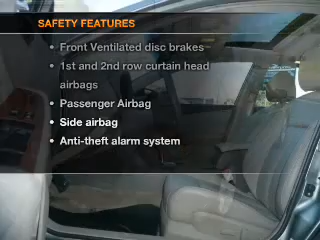 SAFETY FEATURES
• Front Ventilated disc brakes
• 1st and 2nd row curtain head
airbags
• Passenger Airbag
• Side airbag
• Anti-theft alarm system